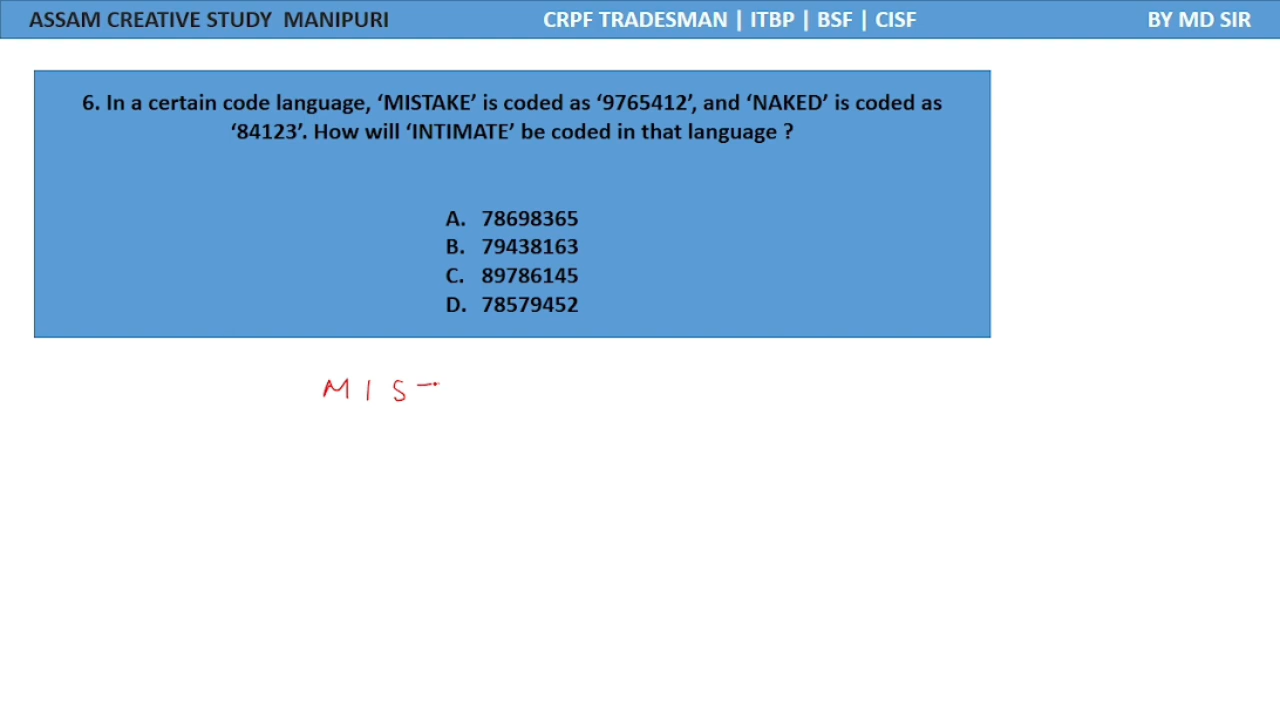 ASSAM CREATIVE STUDY MANIPURI CRPF TRADESMAN | ITBP | BSF | CISF BY MD SIR
6. In a certain code language, ‘MISTAKE’ is coded as ‘9765412’, and ‘NAKED’ is coded as
‘84123’. How will ‘INTIMATE’ be coded in that language ?
A. 78698365
B. 79438163
C. 89786145
D. 78579452
M I S